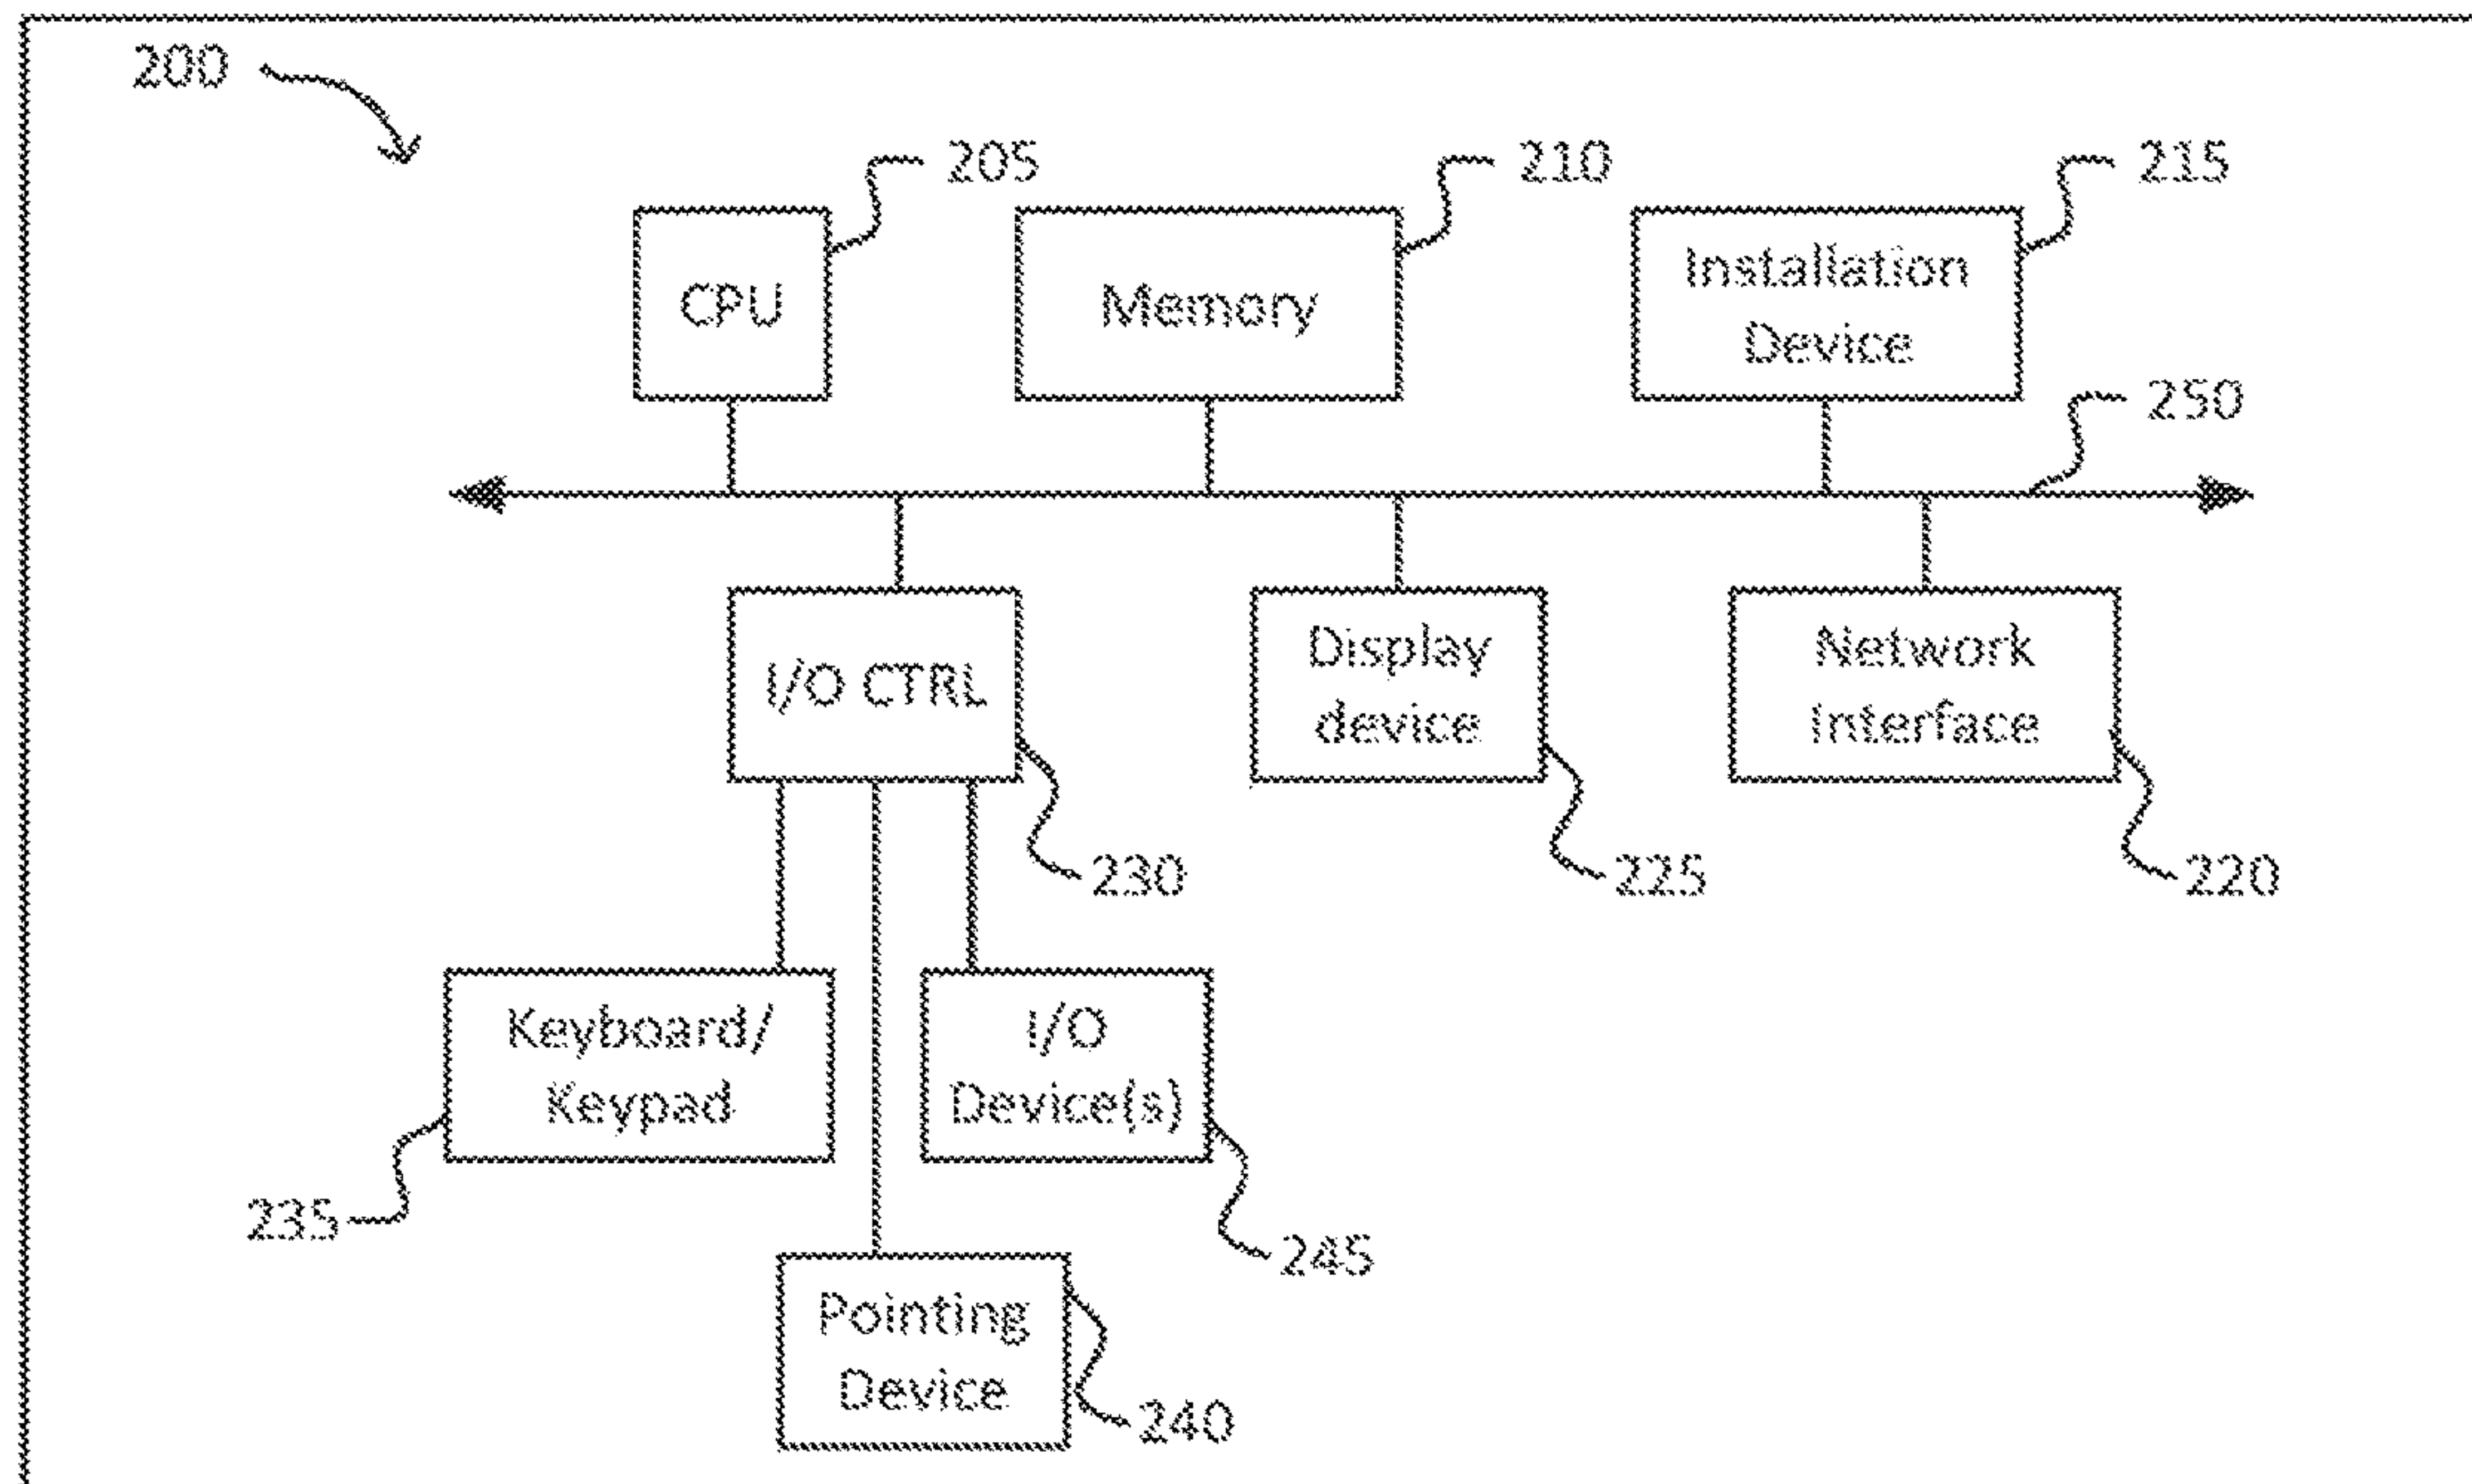 200
205
210
215
CPU
Memory
Installation
Device
250
I/O CTRL
Display
device
Network
Interface
230
225
220
Keyboard/
Keypad
I/O
Device(s)
235
245
Pointing
Device
240